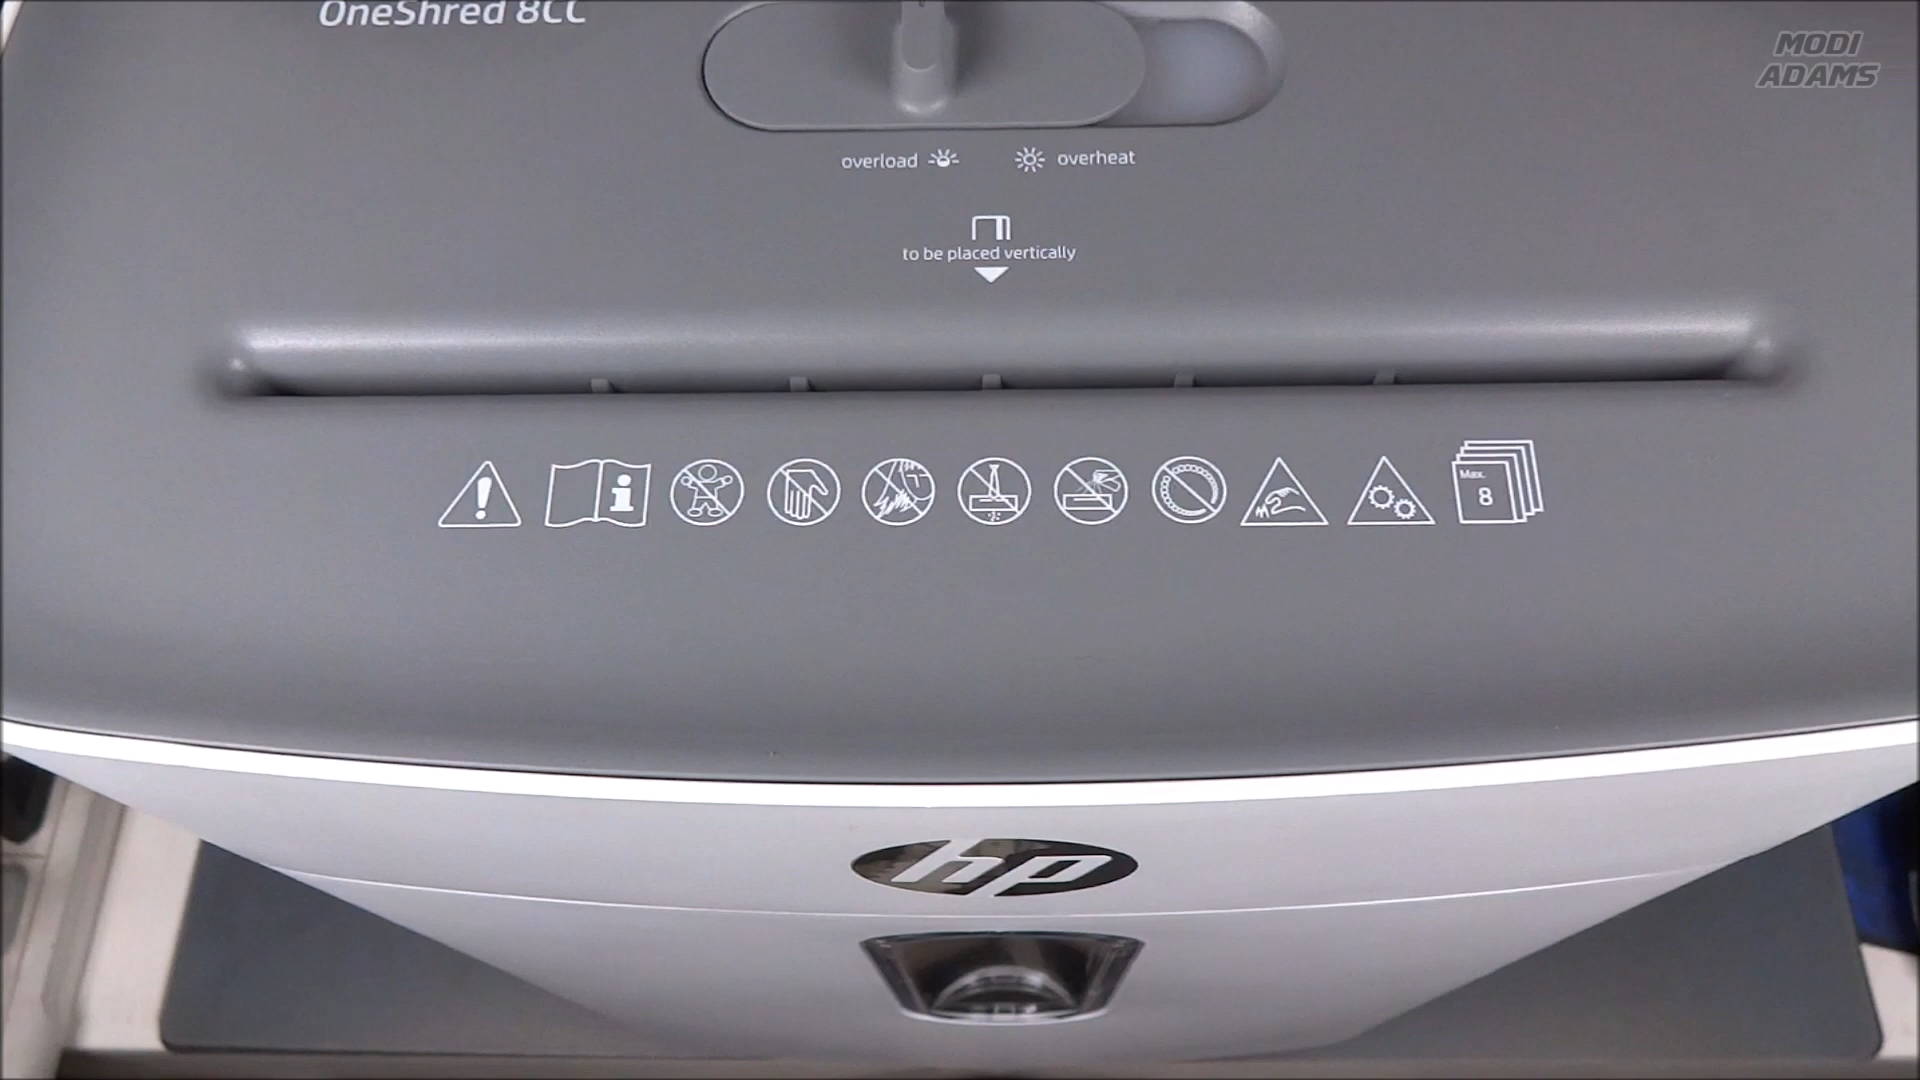 OneShred 8CC
MODI
ADAMS
overload
overheat
to be placed vertically
Max.
8
hp